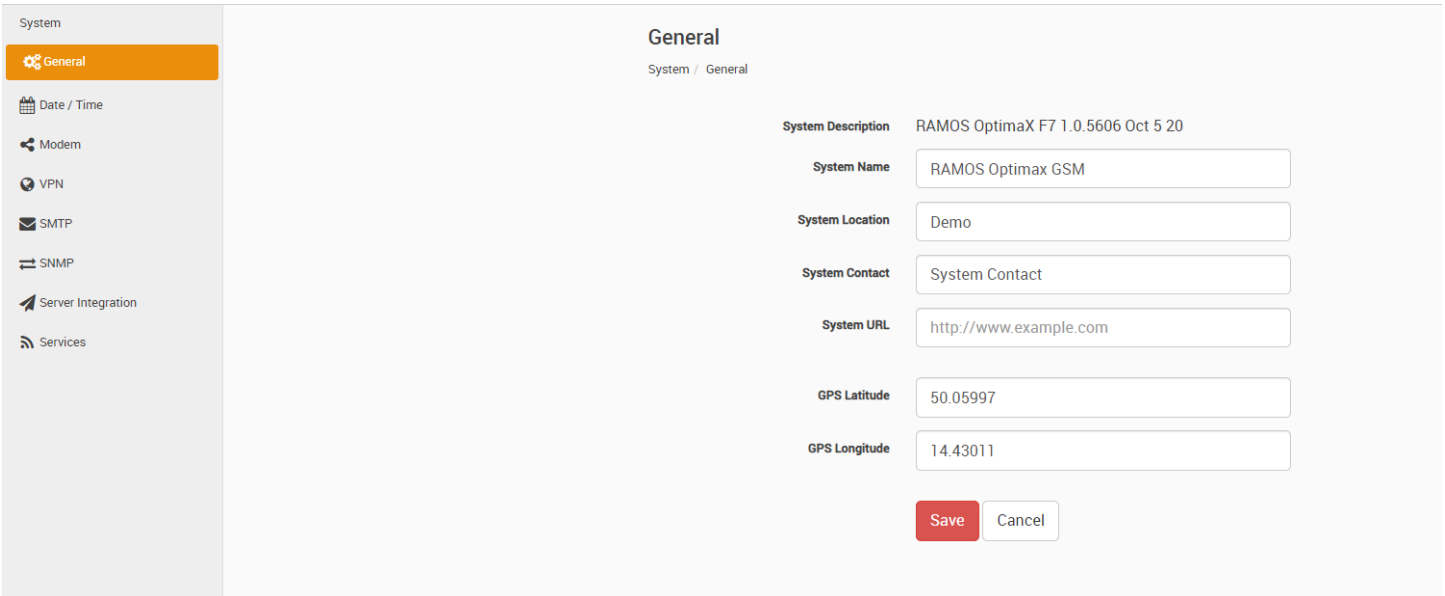 System
General
Date / Time
Modem
VPN
SMTP
SNMP
Server Integration
Services
General
System / General
System Description RAMOS OptimaX F7 1.0.5606 Oct 5 20
System Name RAMOS Optimax GSM
System Location Demo
System Contact System Contact
System URL http://www.example.com
GPS Latitude 50.05997
GPS Longitude 14.43011
Save Cancel